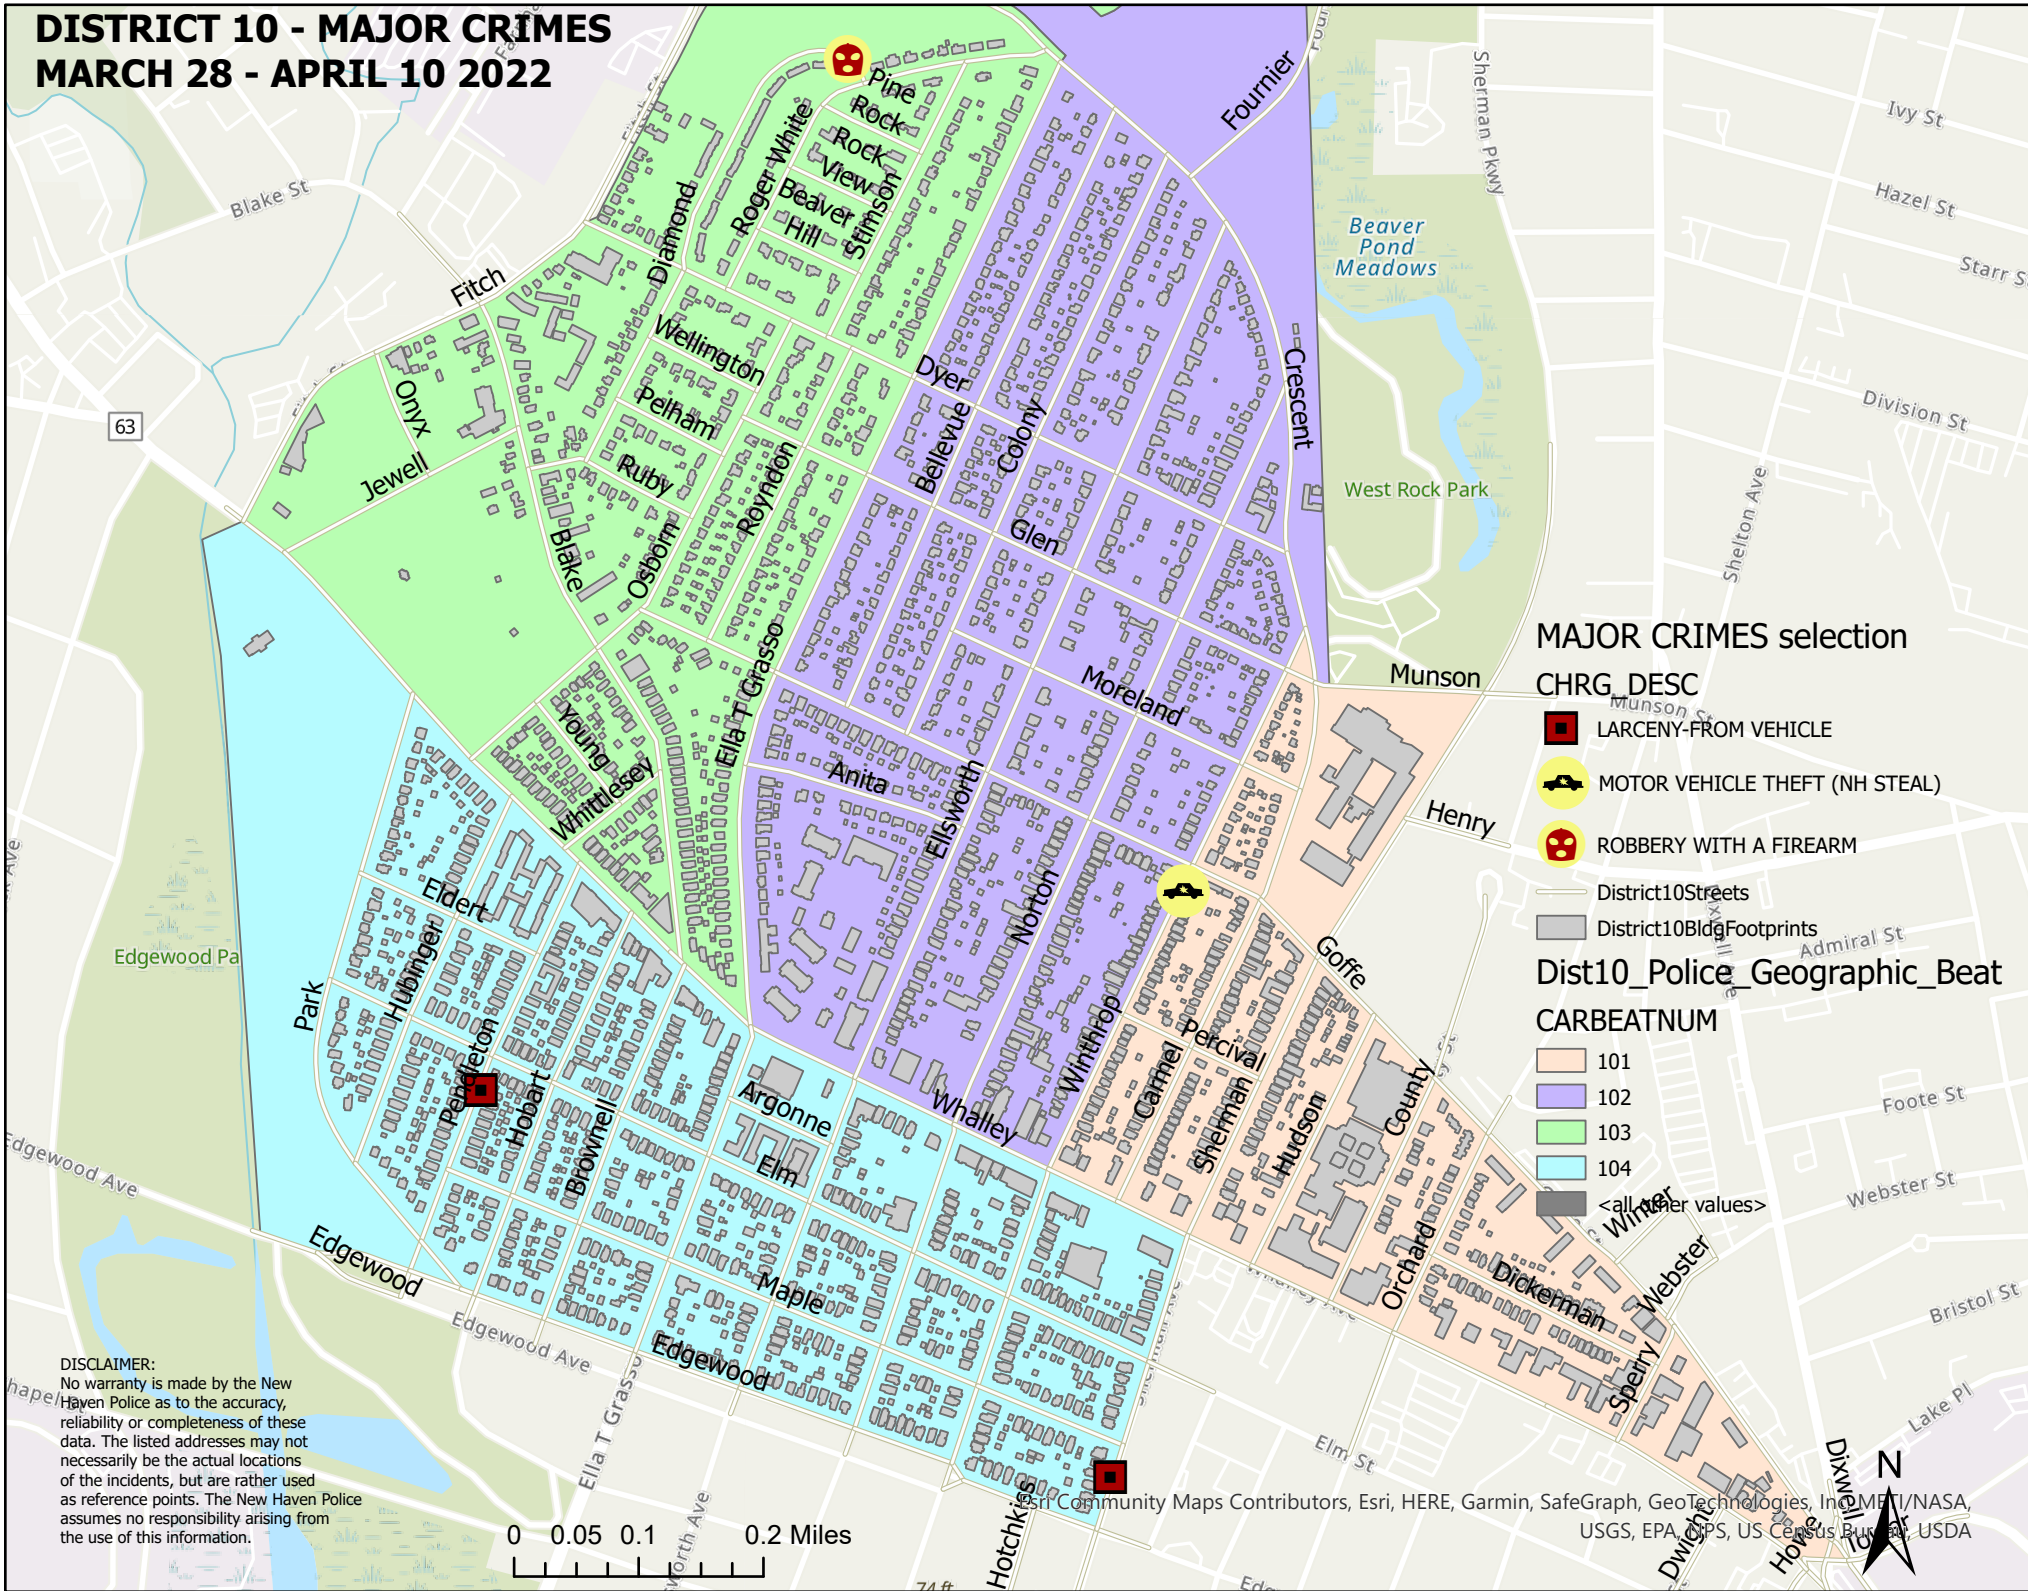 DISTRICT 10 - MAJOR CRIMES
MARCH 28 - APRIL 10 2022
Fournier
Sherman Pkwy
Ivy St
Hazel St
Starr S
Division St
Shelton Ave
Blake St
Fitch
63
Pine
Rock
Rock
View
Beaver
Hill
Roger White
Stimson
Diamond
Beaver
Pond
Meadows
Wellington
Pelham
Ruby
Onyx
Jewell
Blake
Osborn
Royndon
Dyer
Bellevue
Colony
Crescent
Glen
West Rock Park
Ella T Grasso
Moreland
Munson
Munson St
Young
Whittlesey
Anita
Ellsworth
Norton
Winthrop
Henry
Goffe
Admiral St
Foote St
Webster St
Bristol St
Lake Pl
Edgewood Pa
Eldert
Hubinger
Park
Pendleton
Hobart
Brownell
Argonne
Elm
Whalley
Maple
Edgewood
Edgewood
Edgewood Ave
Edgewood Ave
Percival
Carmel
Sherman
Hudson
County
Orchard
Dickerman
Winter
Webster
Sperry
Elm St
Whalley Ave
Ella T Grasso
worth Ave
Hotchkiss
Dwight
Howe
Dixwell
74 ft
MAJOR CRIMES selection
CHRG_DESC
LARCENY-FROM VEHICLE
MOTOR VEHICLE THEFT (NH STEAL)
ROBBERY WITH A FIREARM
District10Streets
District10BldgFootprints
Dist10_Police_Geographic_Beat
CARBEATNUM
101
102
103
104
<all other values>
DISCLAIMER:
No warranty is made by the New
Haven Police as to the accuracy,
reliability or completeness of these
data. The listed addresses may not
necessarily be the actual locations
of the incidents, but are rather used
as reference points. The New Haven Police
assumes no responsibility arising from
the use of this information.
0 0.05 0.1 0.2 Miles
N
Esri Community Maps Contributors, Esri, HERE, Garmin, SafeGraph, GeoTechnologies, Inc, METI/NASA,
USGS, EPA, NPS, US Census Bureau, USDA